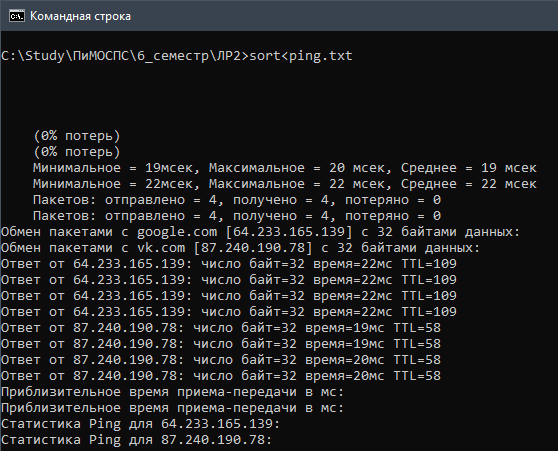 Командная строка
C:\Study\ПиМОСПС\6_семестр\ЛР2>sort<ping.txt
(0% потерь)
(0% потерь)
Минимальное = 19мсек, Максимальное = 20 мсек, Среднее = 19 мсек
Минимальное = 22мсек, Максимальное = 22 мсек, Среднее = 22 мсек
Пакетов: отправлено = 4, получено = 4, потеряно = 0
Пакетов: отправлено = 4, получено = 4, потеряно = 0
Обмен пакетами с google.com [64.233.165.139] с 32 байтами данных:
Обмен пакетами с vk.com [87.240.190.78] с 32 байтами данных:
Ответ от 64.233.165.139: число байт=32 время=22мс TTL=109
Ответ от 64.233.165.139: число байт=32 время=22мс TTL=109
Ответ от 64.233.165.139: число байт=32 время=22мс TTL=109
Ответ от 64.233.165.139: число байт=32 время=22мс TTL=109
Ответ от 87.240.190.78: число байт=32 время=19мс TTL=58
Ответ от 87.240.190.78: число байт=32 время=19мс TTL=58
Ответ от 87.240.190.78: число байт=32 время=20мс TTL=58
Ответ от 87.240.190.78: число байт=32 время=20мс TTL=58
Приблизительное время приема-передачи в мс:
Приблизительное время приема-передачи в мс:
Статистика Ping для 64.233.165.139:
Статистика Ping для 87.240.190.78: